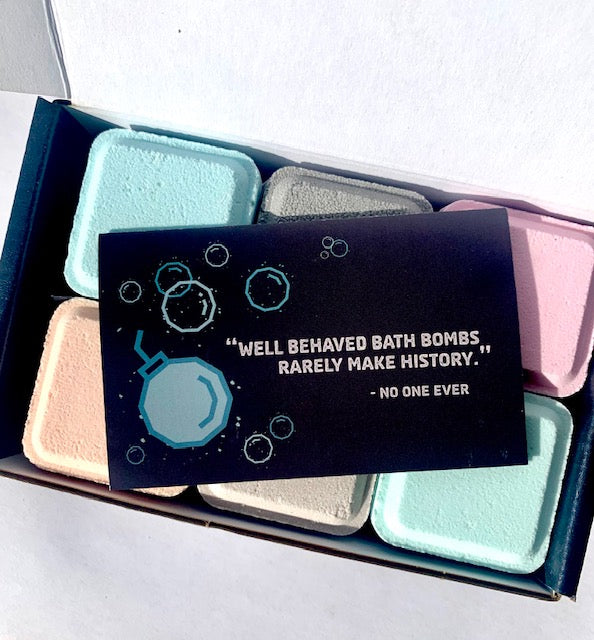 “WELL BEHAVED BATH BOMBS
RARELY MAKE HISTORY.”
- NO ONE EVER